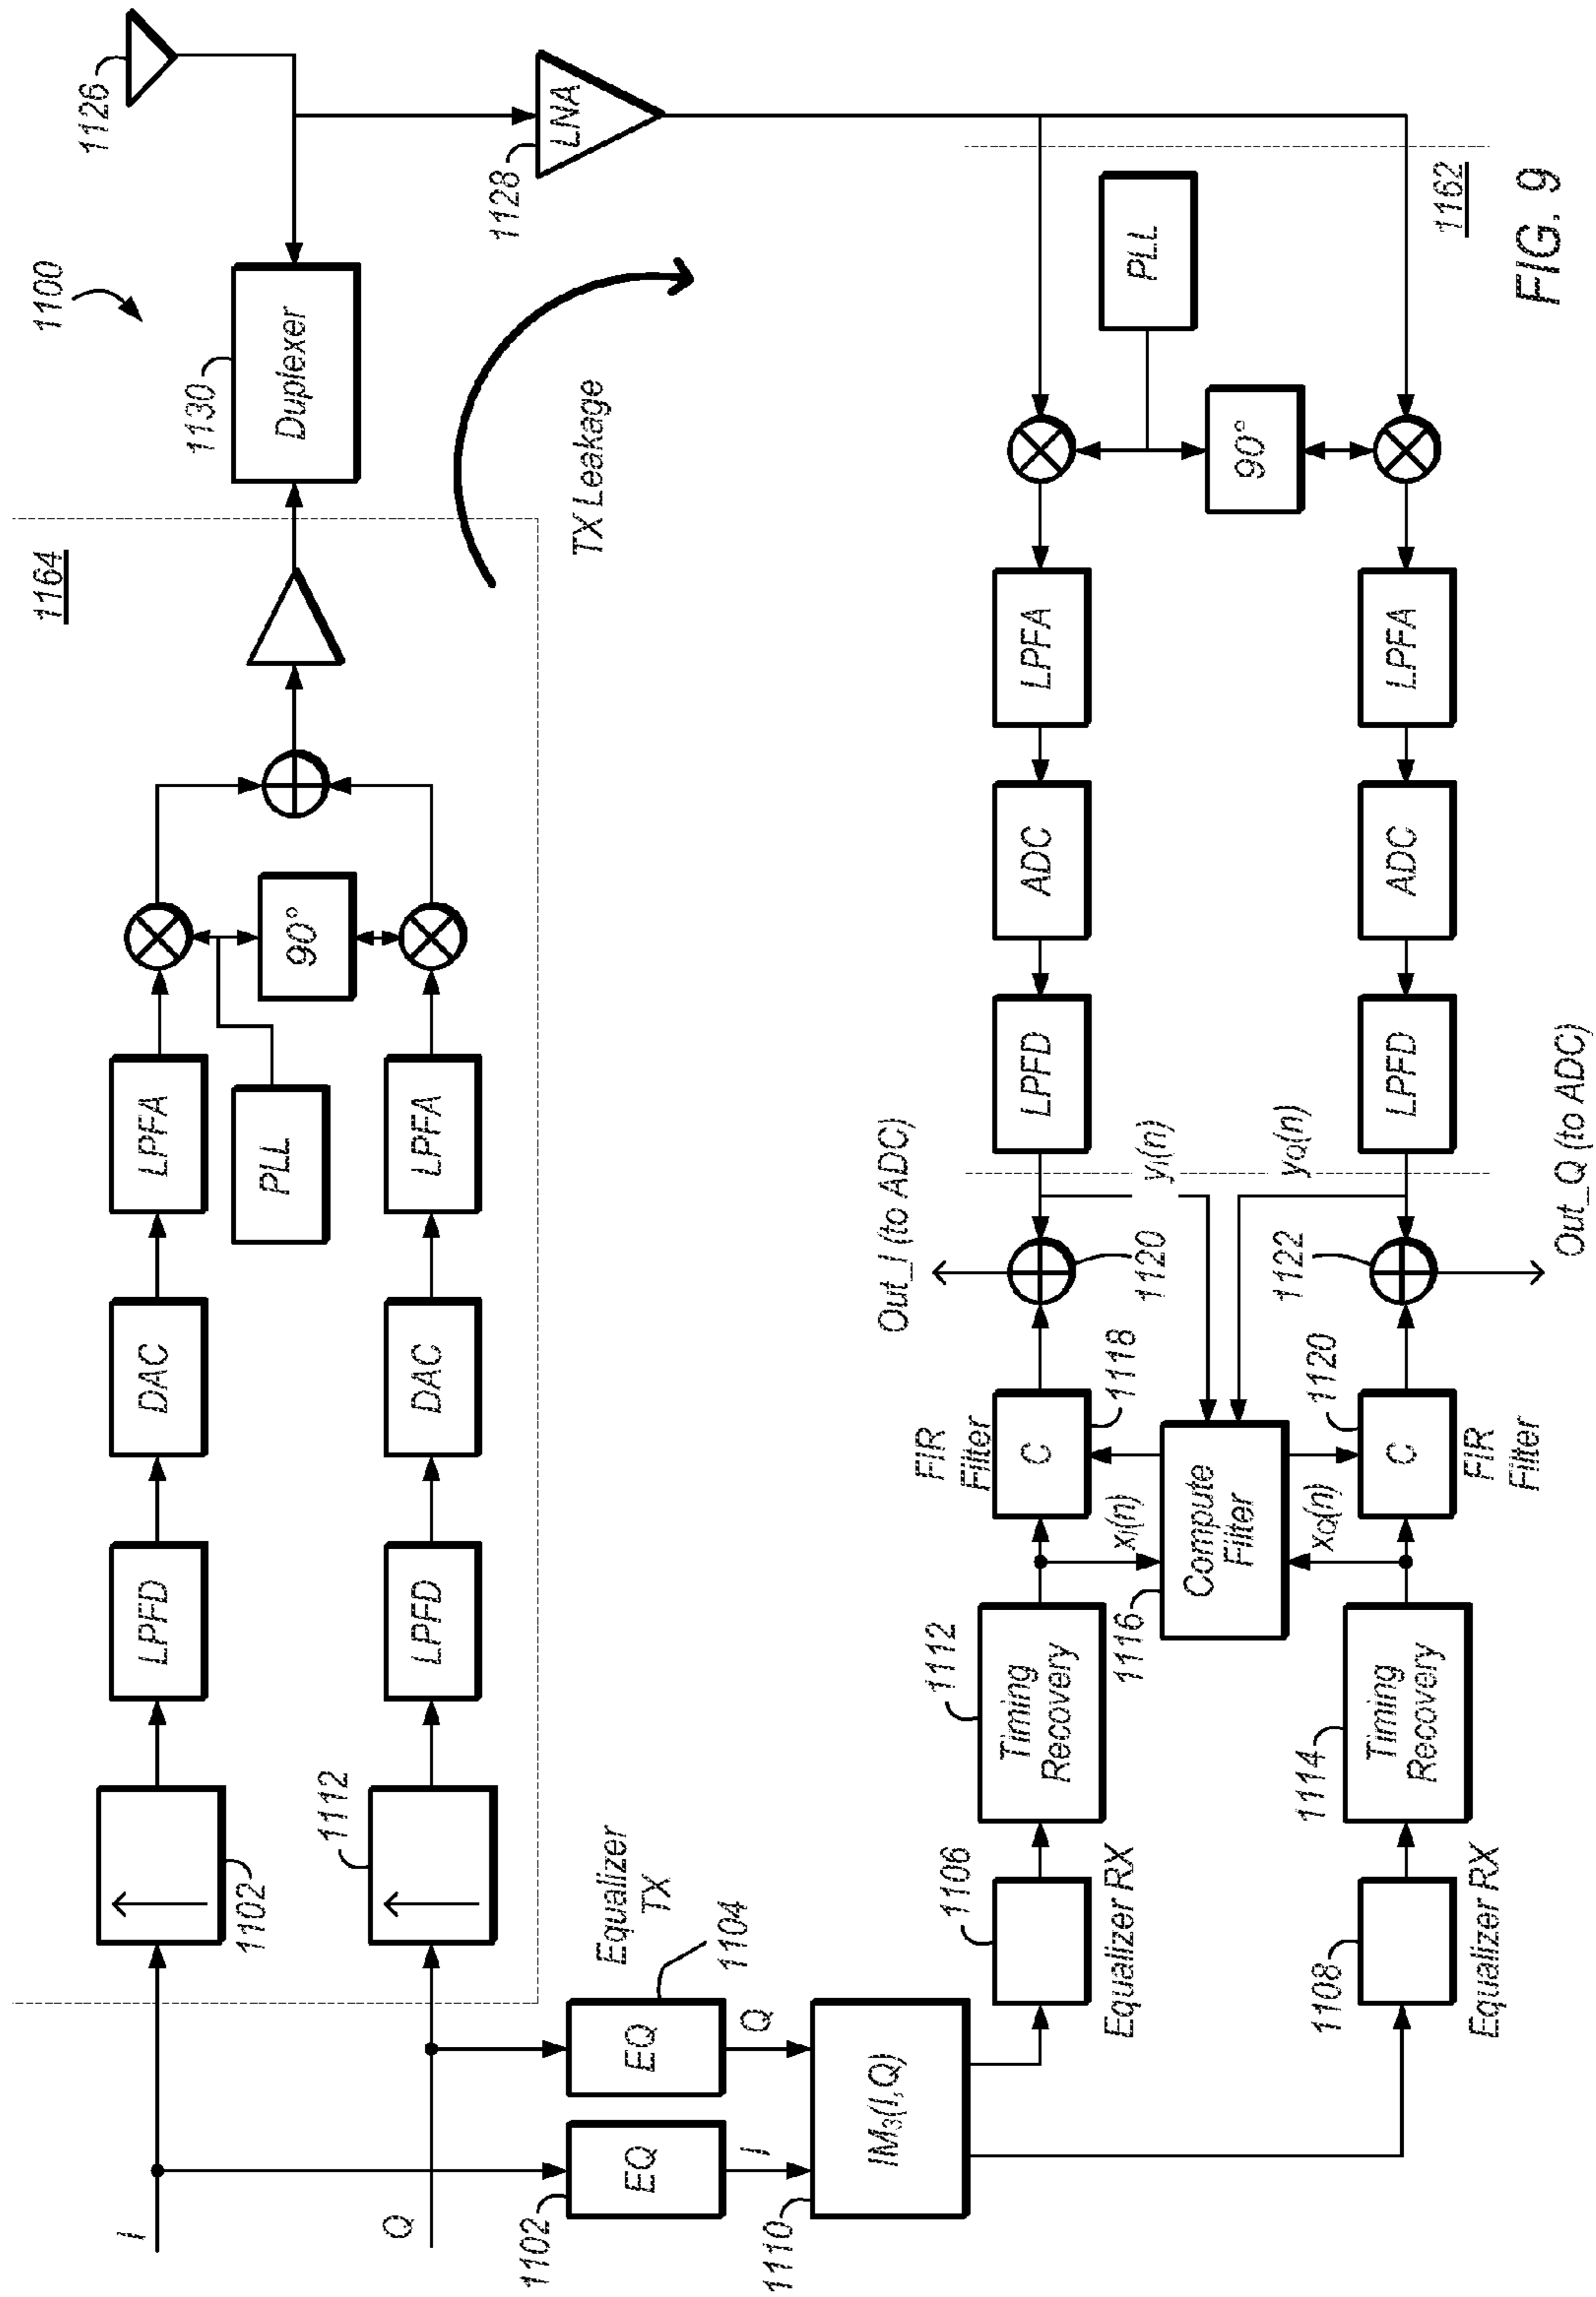 1100
1126
1164
1130
Duplexer
I
1102
LPFD
DAC
LPFA
PLL
90°
Q
1112
LPFD
DAC
LPFA
1128
LNA
TX Leakage
Equalizer
TX
1104
1102
EQ
EQ
I
Q
1110
IM3(I,Q)
Out_I (to ADC)
1106
Equalizer RX
1112
Timing
Recovery
FIR
Filter
C
1118
1120
LPFD
ADC
LPFA
PLL
90°
xI(n)
yI(n)
1116
Compute
Filter
xQ(n)
yQ(n)
1108
Equalizer RX
1114
Timing
Recovery
1120
C
FIR
Filter
1122
LPFD
ADC
LPFA
1162
Out_Q (to ADC)
FIG. 9